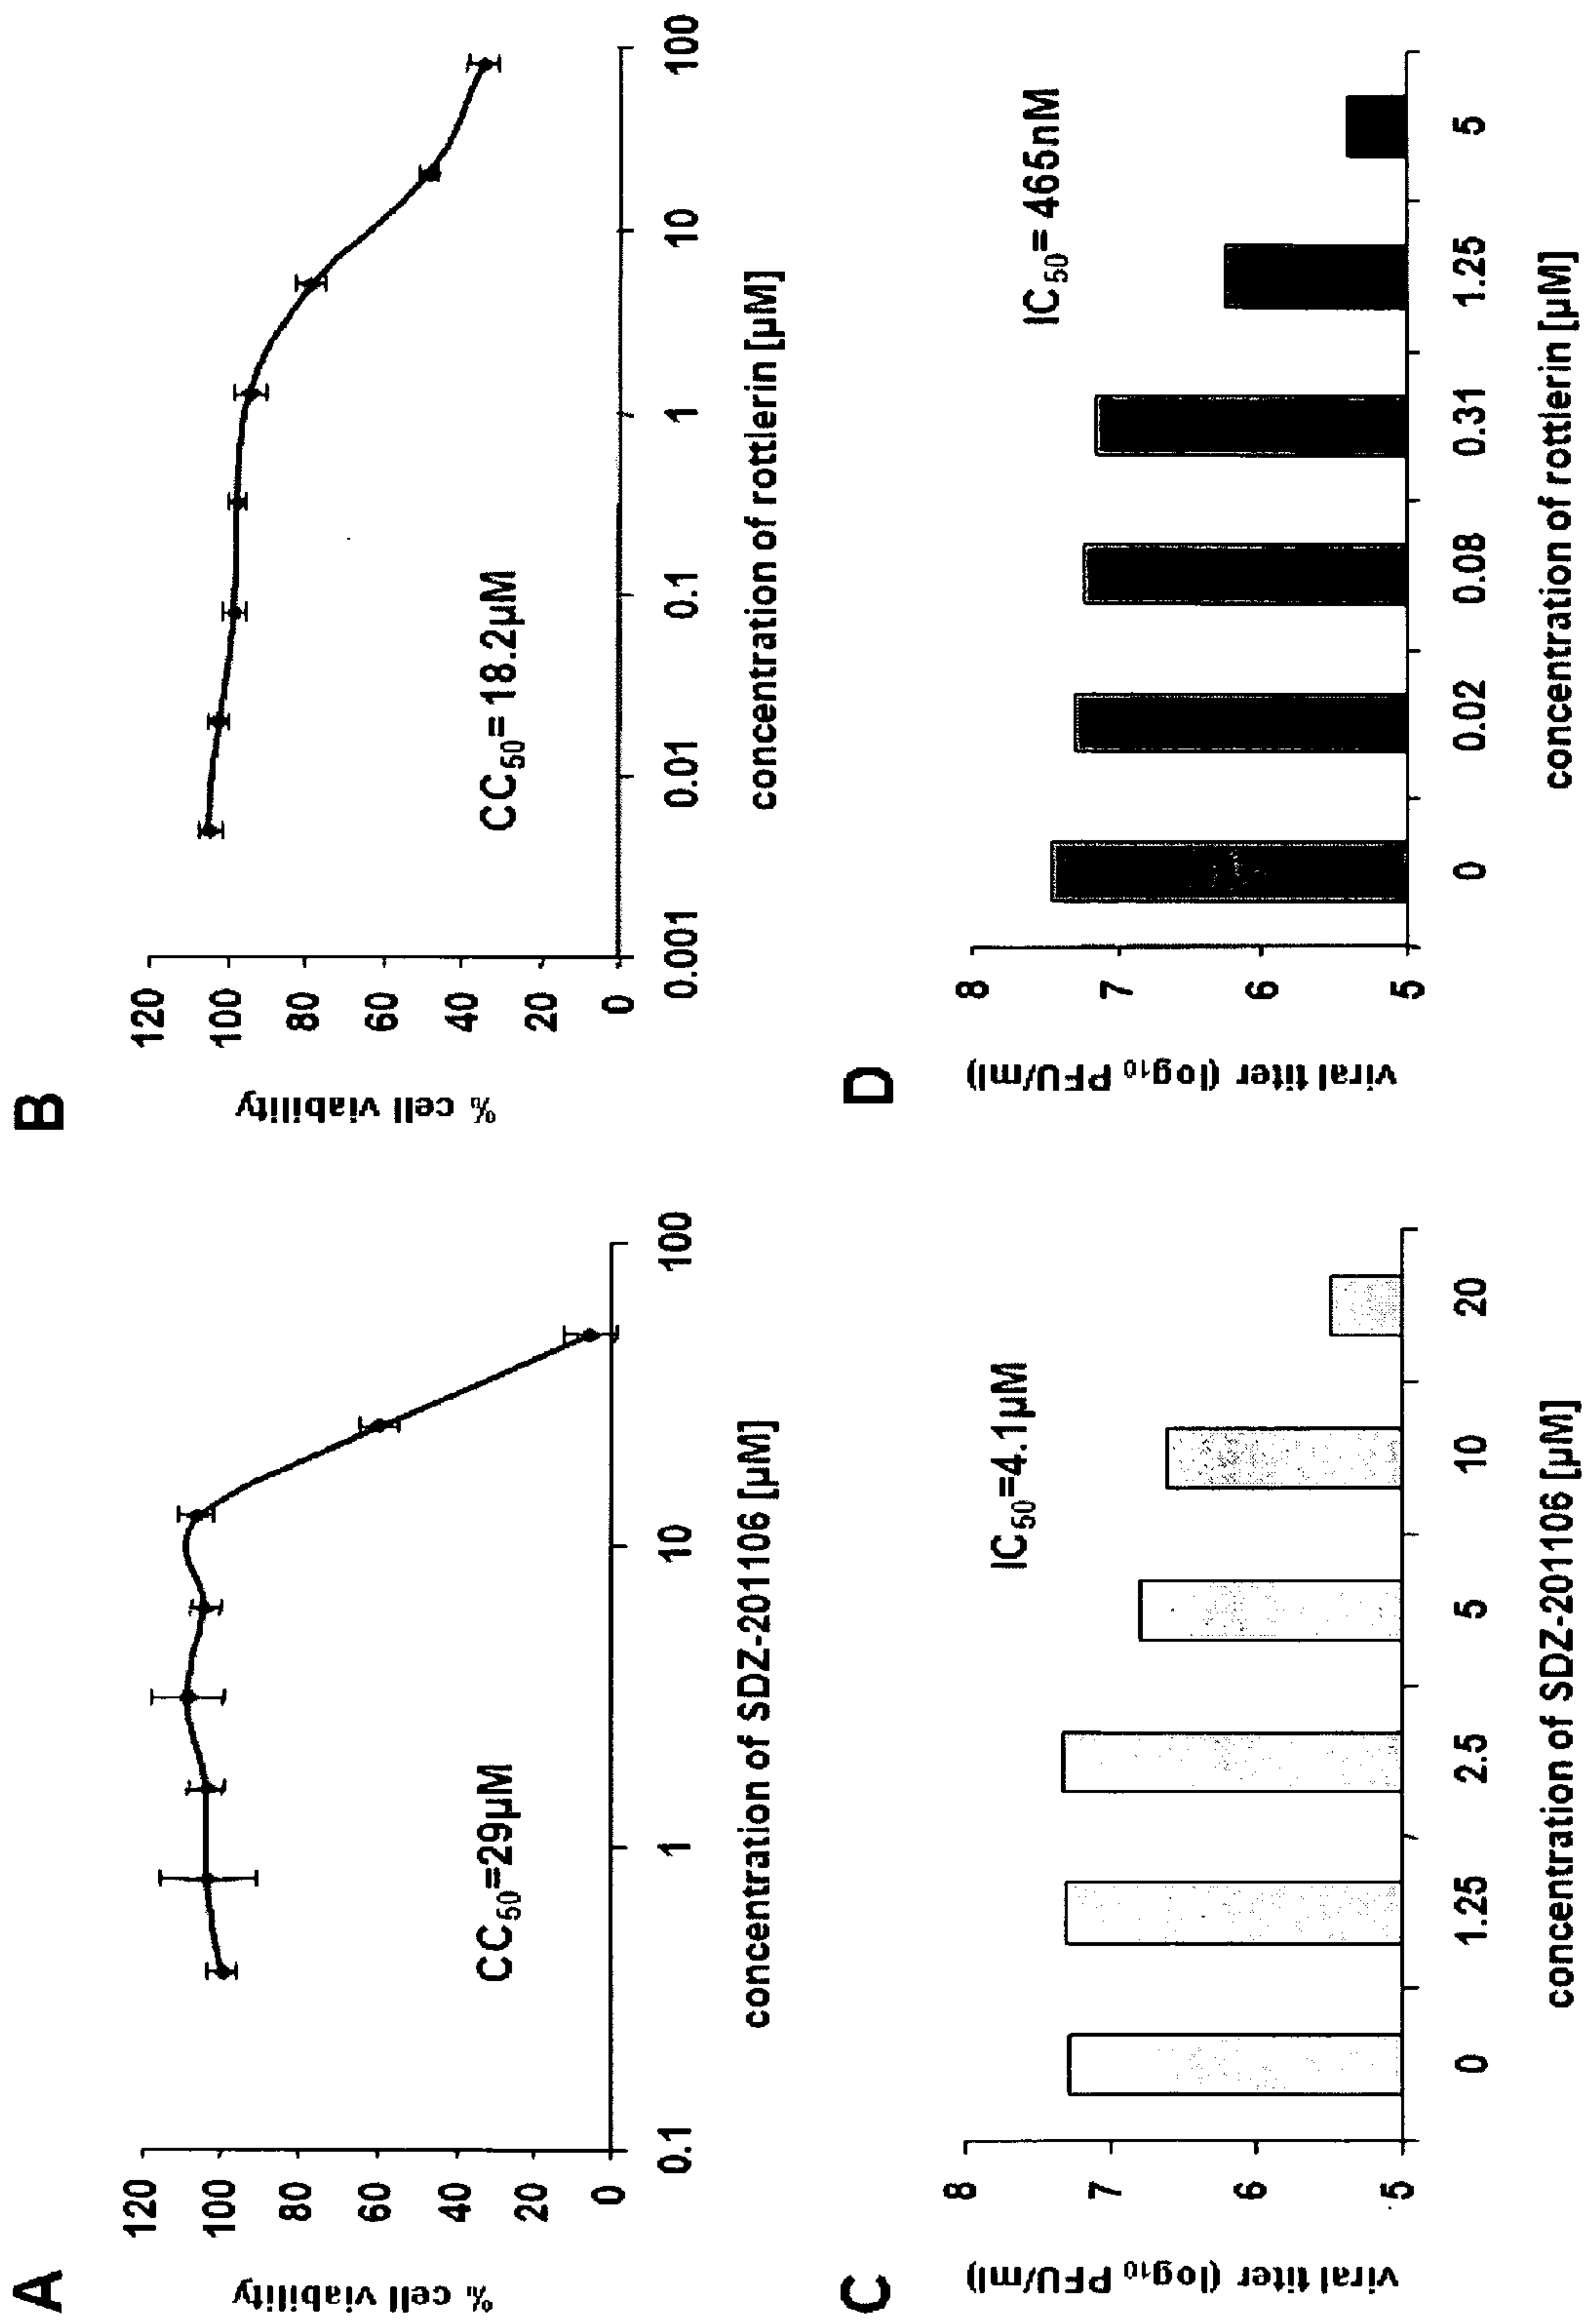 A
% cell viability
120
100
80
60
40
20
0
CC50=29µM
0.1
1
10
100
concentration of SDZ-201106 [µM]
B
% cell viability
120
100
80
60
40
20
0
CC50=18.2µM
0.001
0.01
0.1
1
10
100
concentration of rottlerin [µM]
C
viral titer (log10 PFU/ml)
8
7
6
5
IC50=4.1µM
0
1.25
2.5
5
10
20
concentration of SDZ-201106 [µM]
D
viral titer (log10 PFU/ml)
8
7
6
5
IC50= 465nM
0
0.02
0.08
0.31
1.25
5
concentration of rottlerin [µM]